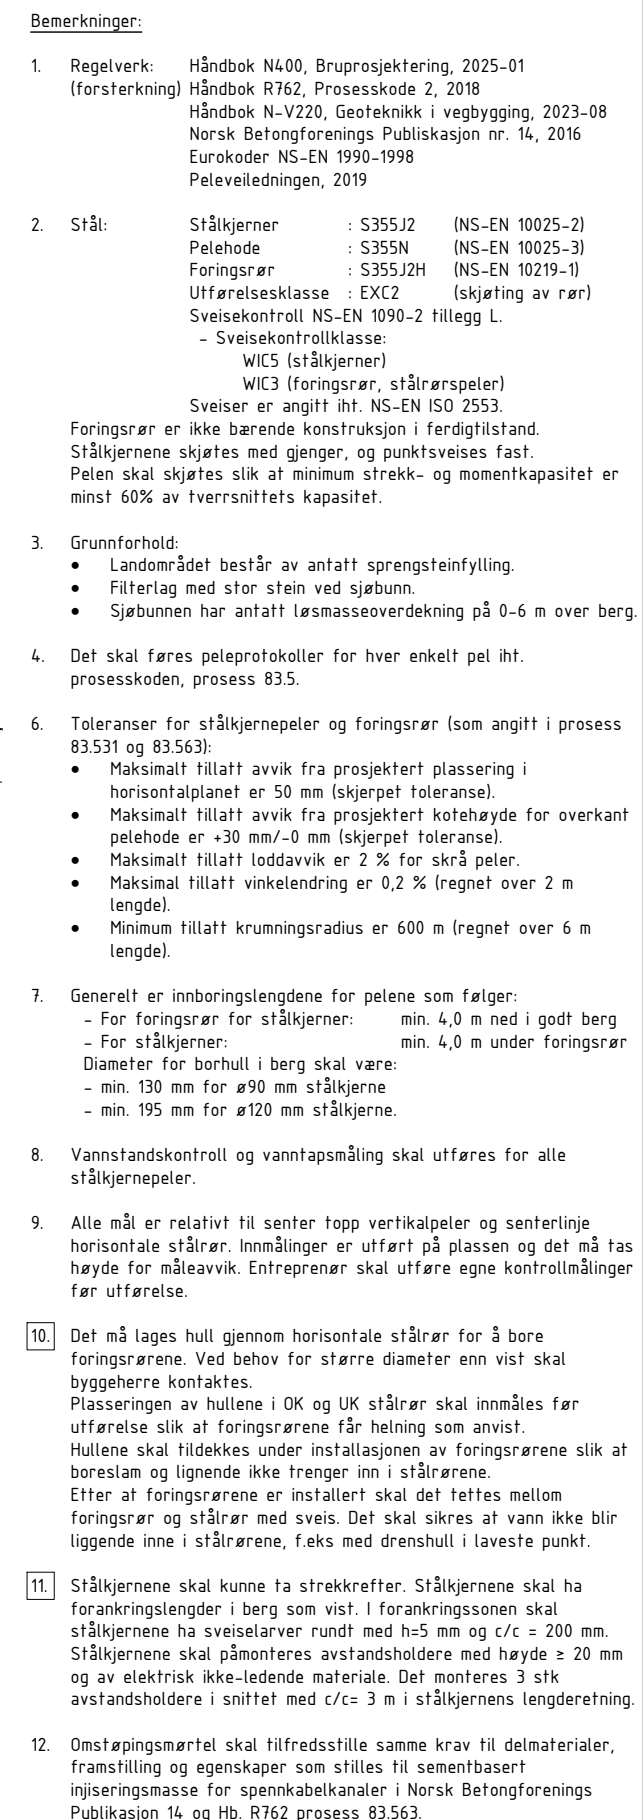 Bemerkninger:
1. Regelverk: Håndbok N400, Bruprosjektering, 2025-01
(forsterkning) Håndbok R762, Prosesskode 2, 2018
Håndbok N-V220, Geoteknikk i vegbygging, 2023-08
Norsk Betongforenings Publiskasjon nr. 14, 2016
Eurokoder NS-EN 1990-1998
Peleveiledningen, 2019
2. Stål: Stålkjerner : S355J2 (NS-EN 10025-2)
Pelehode : S355N (NS-EN 10025-3)
Foringsrør : S355J2H (NS-EN 10219-1)
Utførelsesklasse : EXC2 (skjøting av rør)
Sveisekontroll NS-EN 1090-2 tillegg L.
- Sveisekontrollklasse:
WIC5 (stålkjerner)
WIC3 (foringsrør, stålrørspeler)
Sveiser er angitt iht. NS-EN ISO 2553.
Foringsrør er ikke bærende konstruksjon i ferdigtilstand.
Stålkjernene skjøtes med gjenger, og punktsveises fast.
Pelen skal skjøtes slik at minimum strekk- og momentkapasitet er
minst 60% av tverrsnittets kapasitet.
3. Grunnforhold:
• Landområdet består av antatt sprengsteinfylling.
• Filterlag med stor stein ved sjøbunn.
• Sjøbunnen har antatt løsmasseoverdekning på 0-6 m over berg.
4. Det skal føres peleprotokoller for hver enkelt pel iht.
prosesskoden, prosess 83.5.
6. Toleranser for stålkjernepeler og foringsrør (som angitt i prosess
83.531 og 83.563):
• Maksimalt tillatt avvik fra prosjektert plassering i
horisontalplanet er 50 mm (skjerpet toleranse).
• Maksimalt tillatt avvik fra prosjektert kotehøyde for overkant
pelehode er +30 mm/-0 mm (skjerpet toleranse).
• Maksimalt tillatt loddavvik er 2 % for skrå peler.
• Maksimal tillatt vinkelendring er 0,2 % (regnet over 2 m
lengde).
• Minimum tillatt krumningsradius er 600 m (regnet over 6 m
lengde).
7. Generelt er innboringslengdene for pelene som følger:
- For foringsrør for stålkjerner: min. 4,0 m ned i godt berg
- For stålkjerner: min. 4,0 m under foringsrør
Diameter for borhull i berg skal være:
- min. 130 mm for ø90 mm stålkjerne
- min. 195 mm for ø120 mm stålkjerne.
8. Vannstandskontroll og vanntapsmåling skal utføres for alle
stålkjernepeler.
9. Alle mål er relativt til senter topp vertikalpeler og senterlinje
horisontale stålrør. Innmålinger er utført på plassen og det må tas
høyde for måleavvik. Entreprenør skal utføre egne kontrollmålinger
før utførelse.
10. Det må lages hull gjennom horisontale stålrør for å bore
foringsrørene. Ved behov for større diameter enn vist skal
byggeherre kontaktes.
Plasseringen av hullene i OK og UK stålrør skal innmåles før
utførelse slik at foringsrørene får helning som anvist.
Hullene skal tildekkes under installasjonen av foringsrørene slik at
boreslam og lignende ikke trenger inn i stålrørene.
Etter at foringsrørene er installert skal det tettes mellom
foringsrør og stålrør med sveis. Det skal sikres at vann ikke blir
liggende inne i stålrørene, f.eks med drenshull i laveste punkt.
11. Stålkjernene skal kunne ta strekkrefter. Stålkjernene skal ha
forankringslengder i berg som vist. I forankringssonen skal
stålkjernene ha sveiselarver rundt med h=5 mm og c/c = 200 mm.
Stålkjernene skal påmonteres avstandsholdere med høyde ≥ 20 mm
og av elektrisk ikke-ledende materiale. Det monteres 3 stk
avstandsholdere i snittet med c/c= 3 m i stålkjernens lengderetning.
12. Omstøpingsmørtel skal tilfredsstille samme krav til delmaterialer,
framstilling og egenskaper som stilles til sementbasert
injiseringsmasse for spennkabelkanaler i Norsk Betongforenings
Publikasjon 14 og Hb. R762 prosess 83.563.